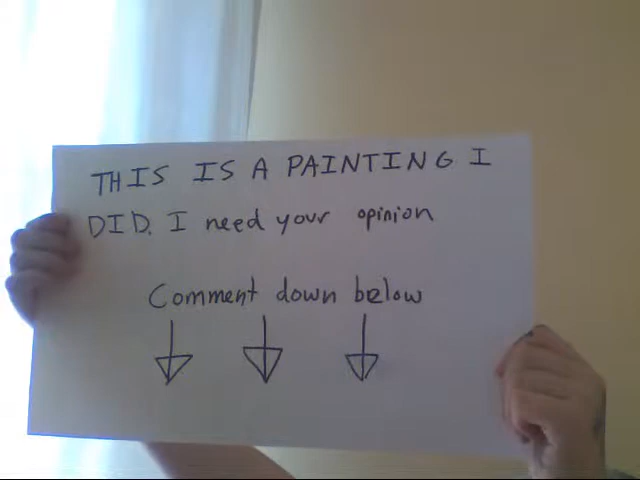 THIS IS A PAINTING I
DID. I need your opinion
Comment down below